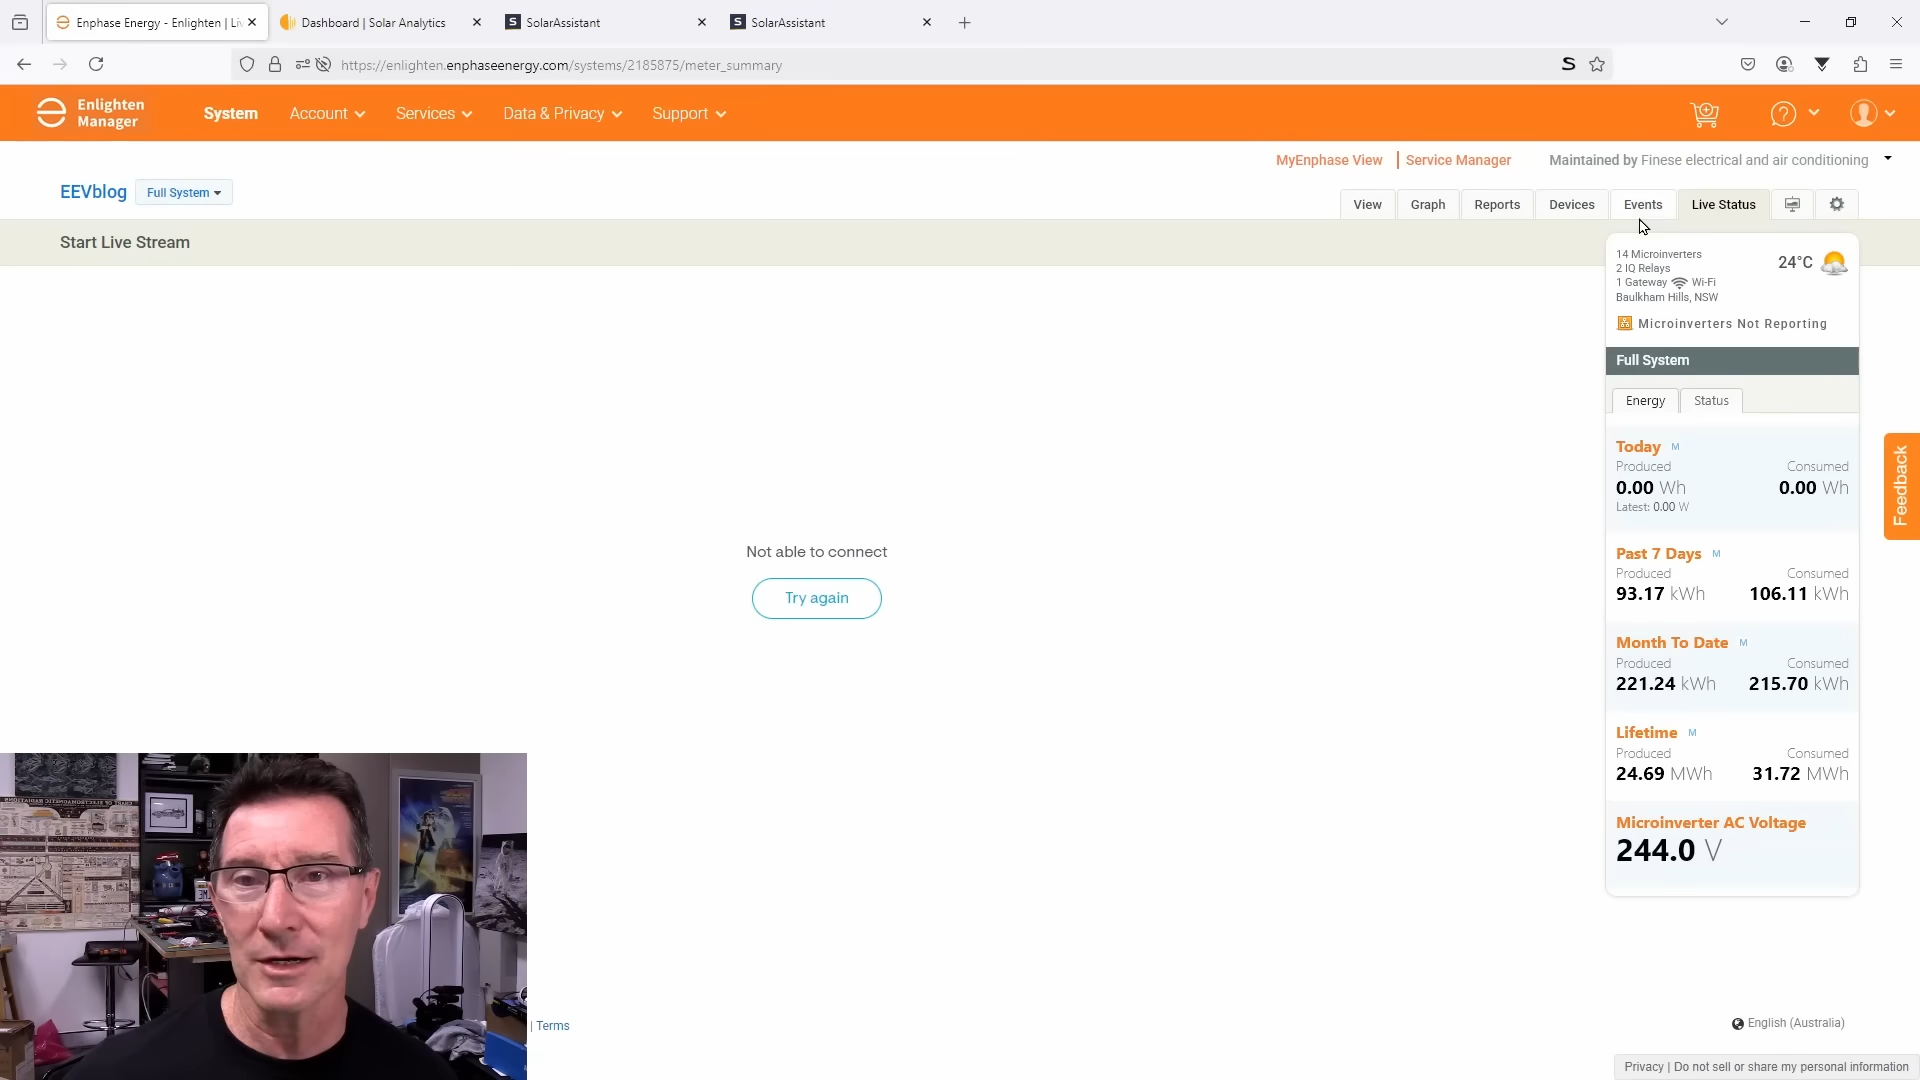 Enphase Energy - Enlighten | Li
Dashboard | Solar Analytics
SolarAssistant
SolarAssistant
https://enlighten.enphaseenergy.com/systems/2185875/meter_summary
Enlighten Manager
System
Account
Services
Data & Privacy
Support
MyEnphase View | Service Manager
Maintained by Finese electrical and air conditioning
EEVblog
Full System
View
Graph
Reports
Devices
Events
Live Status
Start Live Stream
14 Microinverters
2 IQ Relays
1 Gateway Wi-Fi
Baulkham Hills, NSW
24°C
Microinverters Not Reporting
Full System
Energy
Status
Today M
Produced Consumed
0.00 Wh 0.00 Wh
Latest: 0.00 W
Past 7 Days M
Produced Consumed
93.17 kWh 106.11 kWh
Month To Date M
Produced Consumed
221.24 kWh 215.70 kWh
Lifetime M
Produced Consumed
24.69 MWh 31.72 MWh
Microinverter AC Voltage
244.0 V
Feedback
Not able to connect
Try again
| Terms
English (Australia)
Privacy | Do not sell or share my personal information